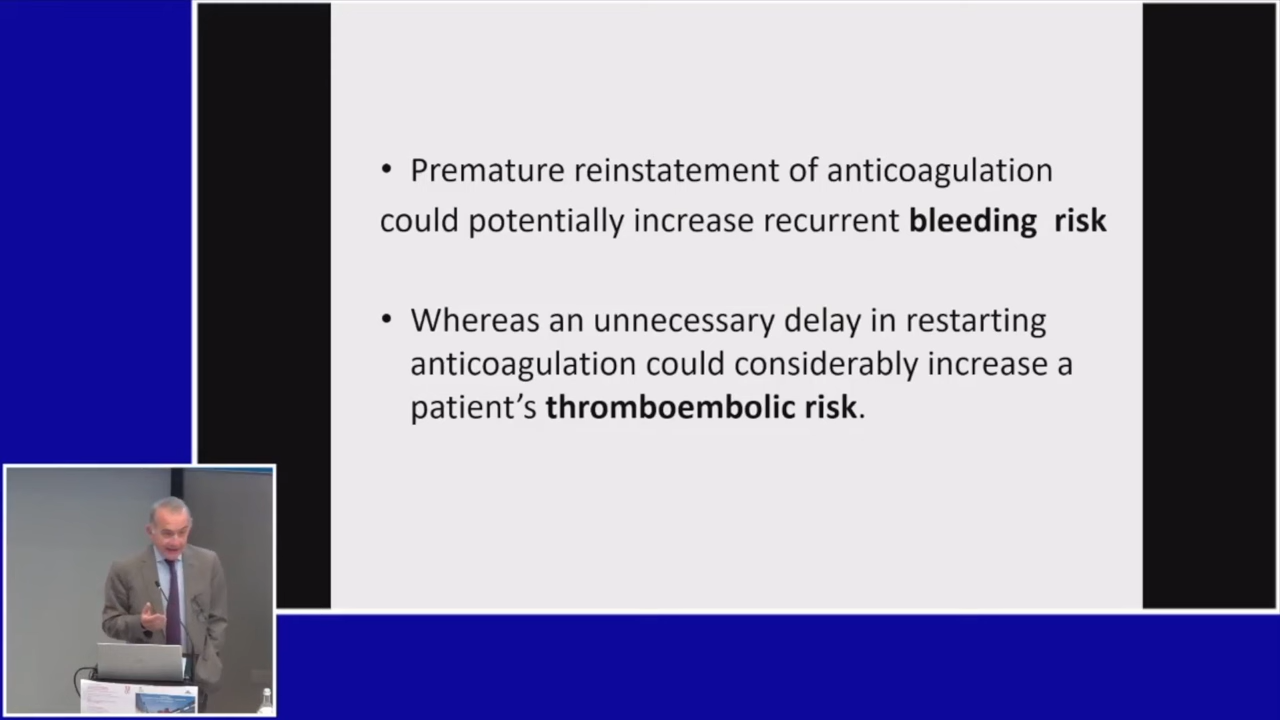 • Premature reinstatement of anticoagulation
could potentially increase recurrent bleeding risk
• Whereas an unnecessary delay in restarting
anticoagulation could considerably increase a
patient’s thromboembolic risk.